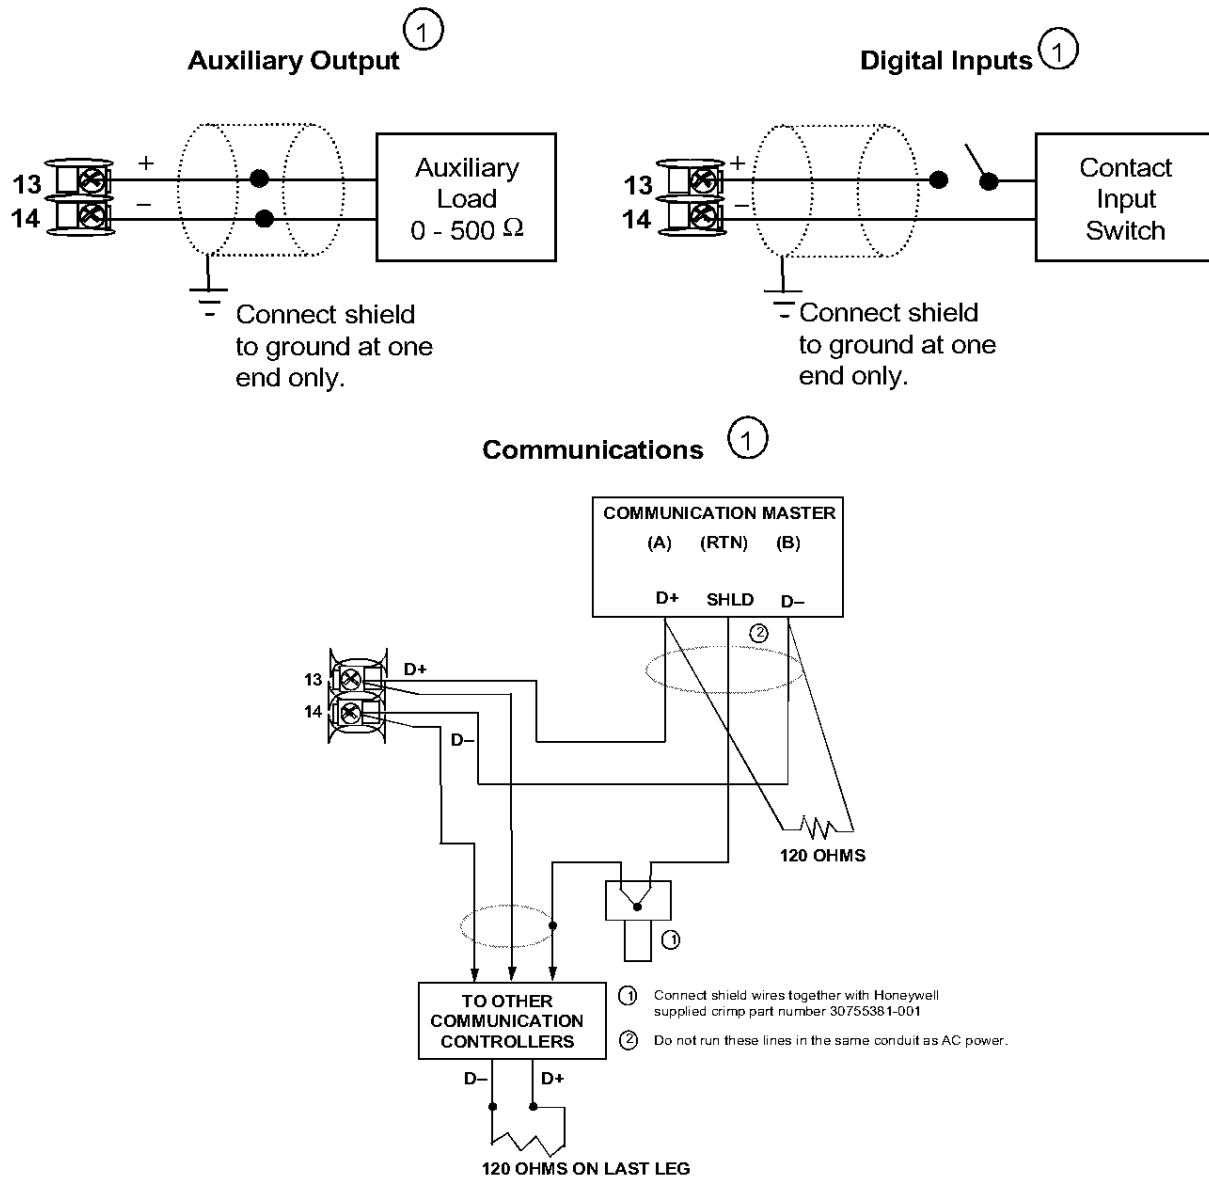 Auxiliary Output 1
13
14
+
–
Auxiliary
Load
0 - 500 Ω
Connect shield
to ground at one
end only.
Digital Inputs 1
13
14
+
–
Contact
Input
Switch
Connect shield
to ground at one
end only.
Communications 1
COMMUNICATION MASTER
(A) (RTN) (B)
D+ SHLD D–
2
13
14
D+
D–
120 OHMS
1
TO OTHER
COMMUNICATION
CONTROLLERS
D– D+
120 OHMS ON LAST LEG
1 Connect shield wires together with Honeywell
supplied crimp part number 30755381-001
2 Do not run these lines in the same conduit as AC power.